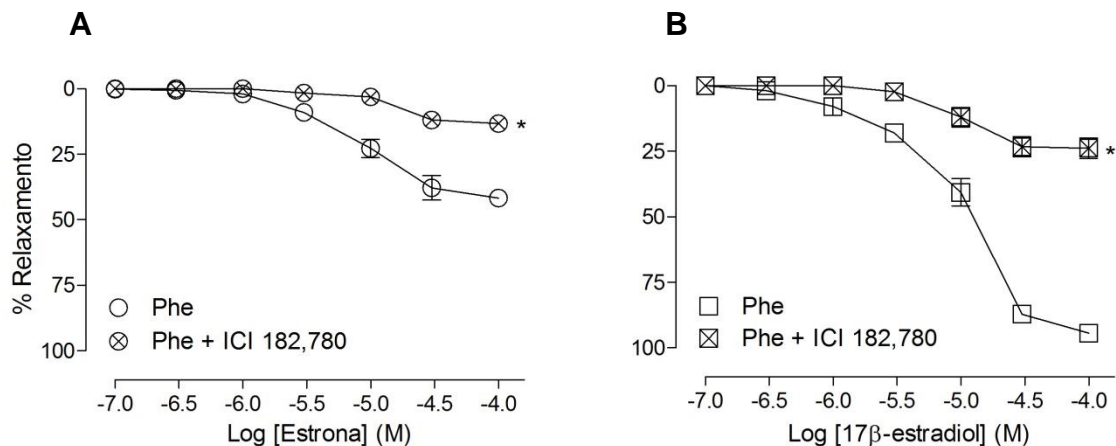 A
% Relaxamento
0
25
50
75
100
Phe
Phe + ICI 182,780
*
-7.0 -6.5 -6.0 -5.5 -5.0 -4.5 -4.0
Log [Estrona] (M)
B
0
25
50
75
100
Phe
Phe + ICI 182,780
*
-7.0 -6.5 -6.0 -5.5 -5.0 -4.5 -4.0
Log [17β-estradiol] (M)